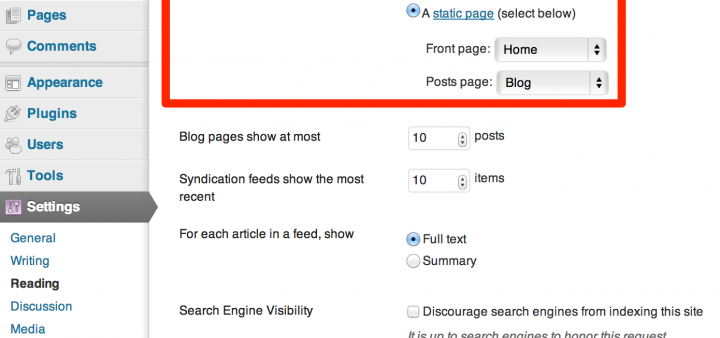 Pages
Comments
Appearance
Plugins
Users
Tools
Settings
General
Writing
Reading
Discussion
Media
A static page (select below)
Front page: Home
Posts page: Blog
Blog pages show at most 10 posts
Syndication feeds show the most 10 items
recent
For each article in a feed, show Full text
Summary
Search Engine Visibility Discourage search engines from indexing this site
It is up to search engines to honor this request